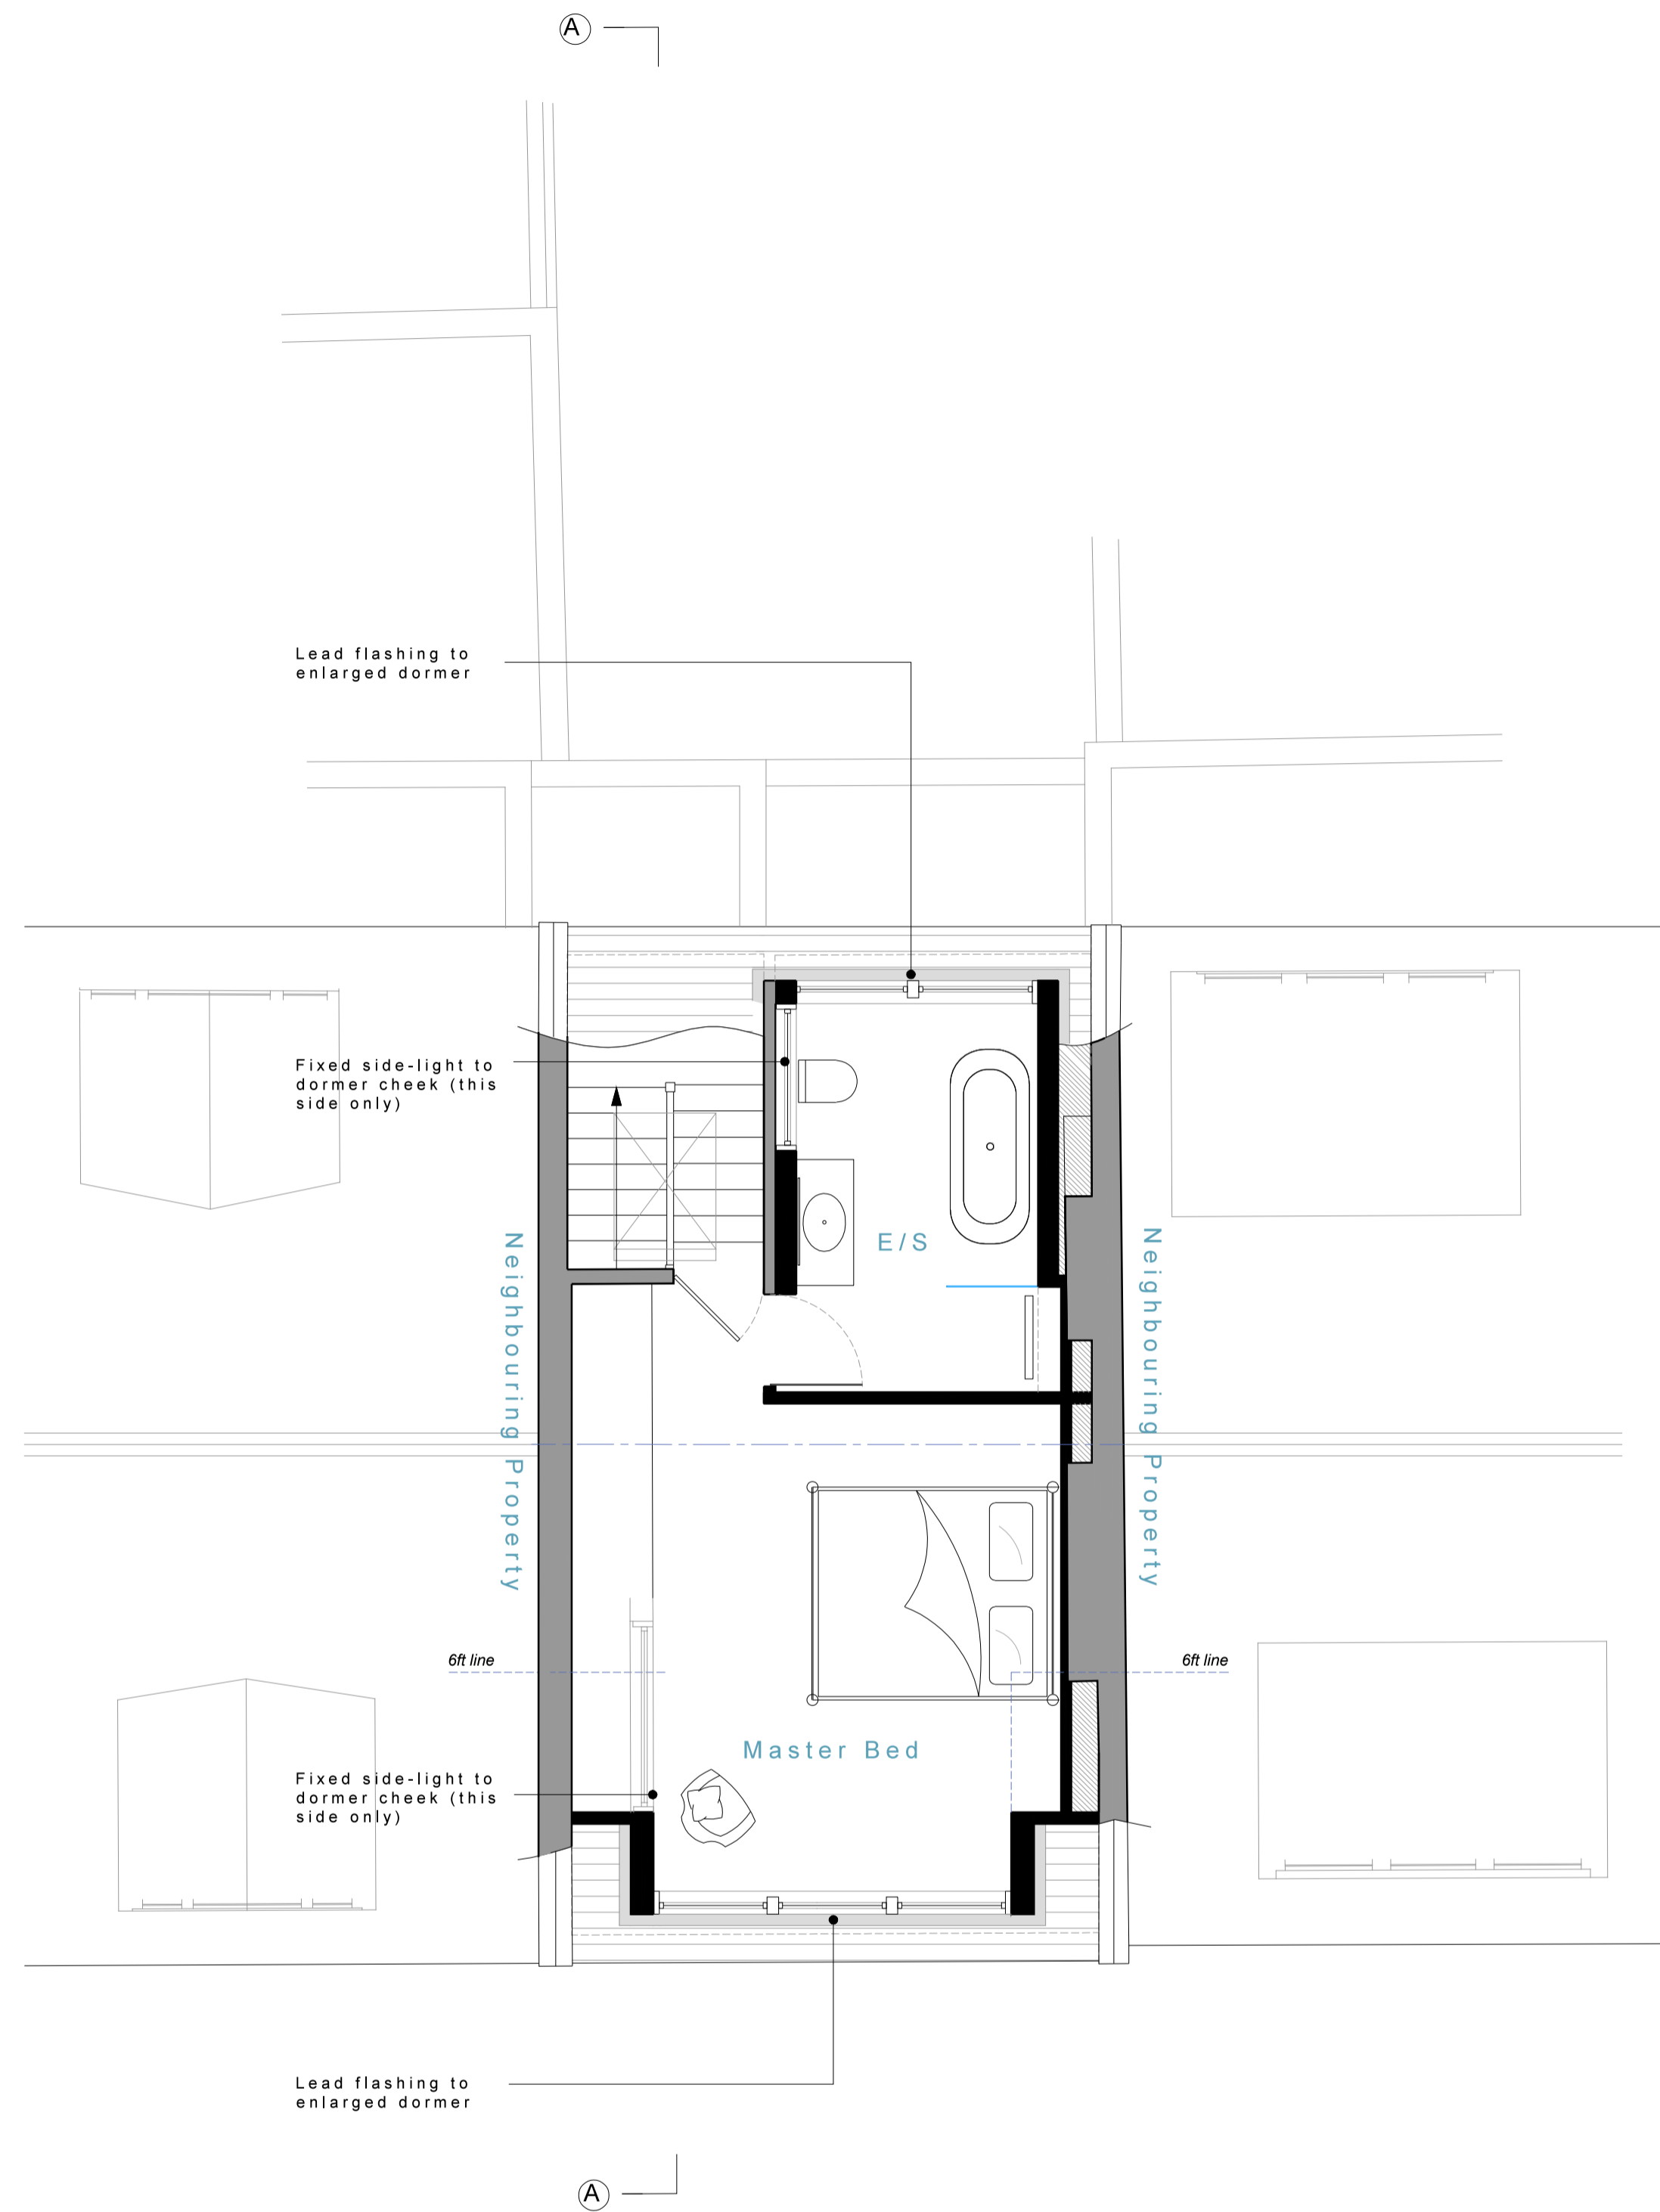 A
Lead flashing to
enlarged dormer
Fixed side-light to
dormer cheek (this
side only)
E/S
Neighbouring Property
Neighbouring Property
6ft line
6ft line
Master Bed
Fixed side-light to
dormer cheek (this
side only)
Lead flashing to
enlarged dormer
A